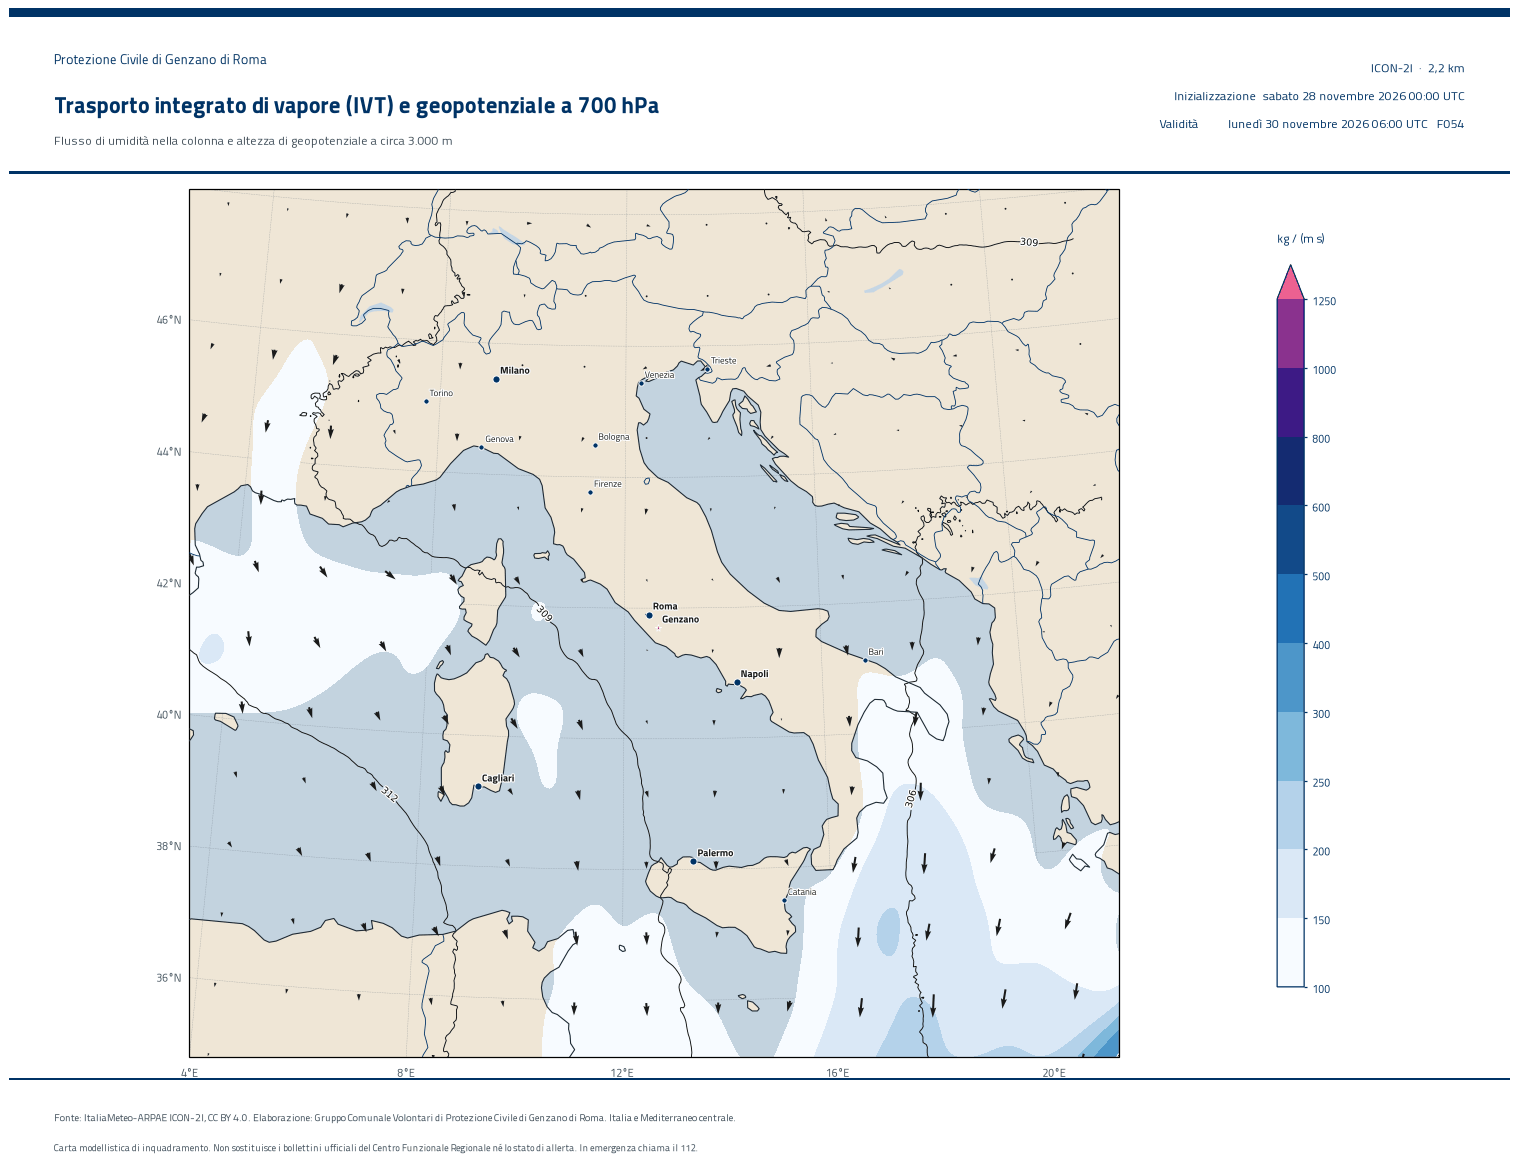 Protezione Civile di Genzano di Roma
Trasporto integrato di vapore (IVT) e geopotenziale a 700 hPa
Flusso di umidità nella colonna e altezza di geopotenziale a circa 3.000 m
ICON-2I · 2,2 km
Inizializzazione sabato 28 novembre 2026 00:00 UTC
Validità lunedì 30 novembre 2026 06:00 UTC F054
kg / (m s)
1250
1000
800
600
500
400
300
250
200
150
100
46°N
44°N
42°N
40°N
38°N
36°N
4°E
8°E
12°E
16°E
20°E
309
Trieste
Venezia
Milano
Torino
Genova
Bologna
Firenze
309
Roma
Genzano
Bari
Napoli
Cagliari
312
306
Palermo
Catania
Fonte: ItaliaMeteo-ARPAE ICON-2I, CC BY 4.0. Elaborazione: Gruppo Comunale Volontari di Protezione Civile di Genzano di Roma. Italia e Mediterraneo centrale.
Carta modellistica di inquadramento. Non sostituisce i bollettini ufficiali del Centro Funzionale Regionale né lo stato di allerta. In emergenza chiama il 112.